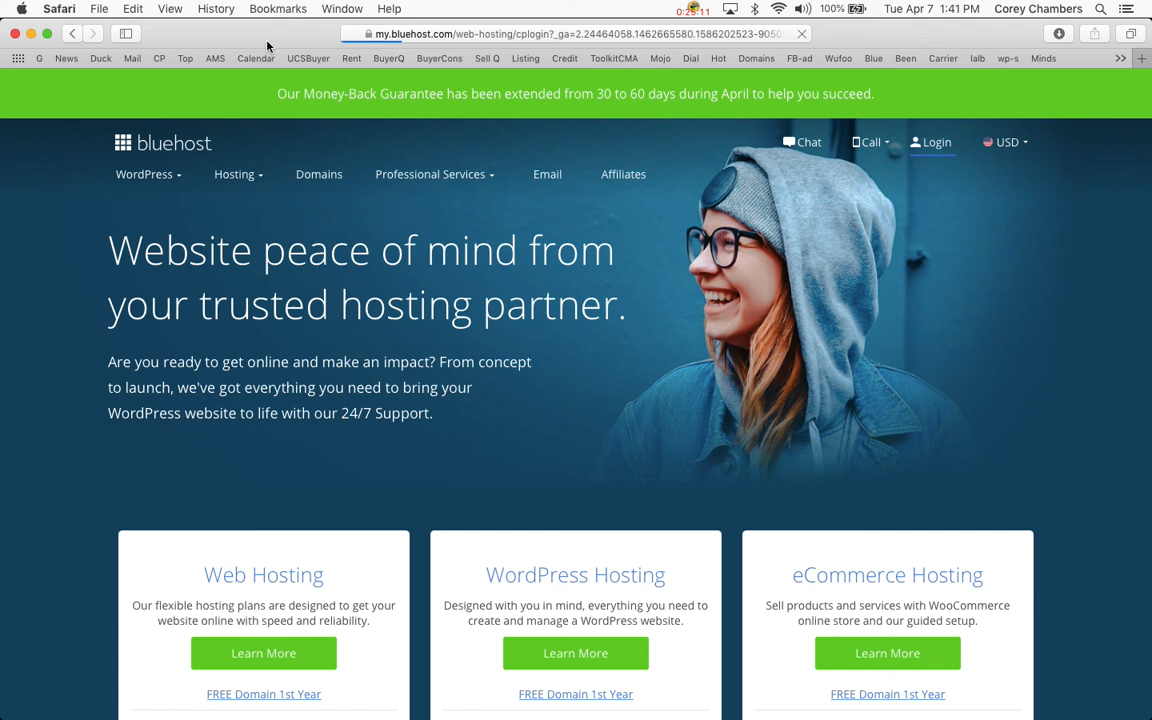 Safari File Edit View History Bookmarks Window Help 0:25:11 100% Tue Apr 7 1:41 PM Corey Chambers
my.bluehost.com/web-hosting/cplogin?_ga=2.24464058.1462665580.1586202523-9050
G News Duck Mail CP Top AMS Calendar UCSBuyer Rent BuyerQ BuyerCons Sell Q Listing Credit ToolkitCMA Mojo Dial Hot Domains FB-ad Wufoo Blue Been Carrier lalb wp-s Minds
Our Money-Back Guarantee has been extended from 30 to 60 days during April to help you succeed.
bluehost Chat Call Login USD
WordPress Hosting Domains Professional Services Email Affiliates
Website peace of mind from
your trusted hosting partner.
Are you ready to get online and make an impact? From concept
to launch, we've got everything you need to bring your
WordPress website to life with our 24/7 Support.
Web Hosting
Our flexible hosting plans are designed to get your
website online with speed and reliability.
Learn More
FREE Domain 1st Year
WordPress Hosting
Designed with you in mind, everything you need to
create and manage a WordPress website.
Learn More
FREE Domain 1st Year
eCommerce Hosting
Sell products and services with WooCommerce
online store and our guided setup.
Learn More
FREE Domain 1st Year